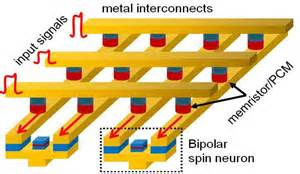 metal interconnects
input signals
memristor/PCM
Bipolar
spin neuron